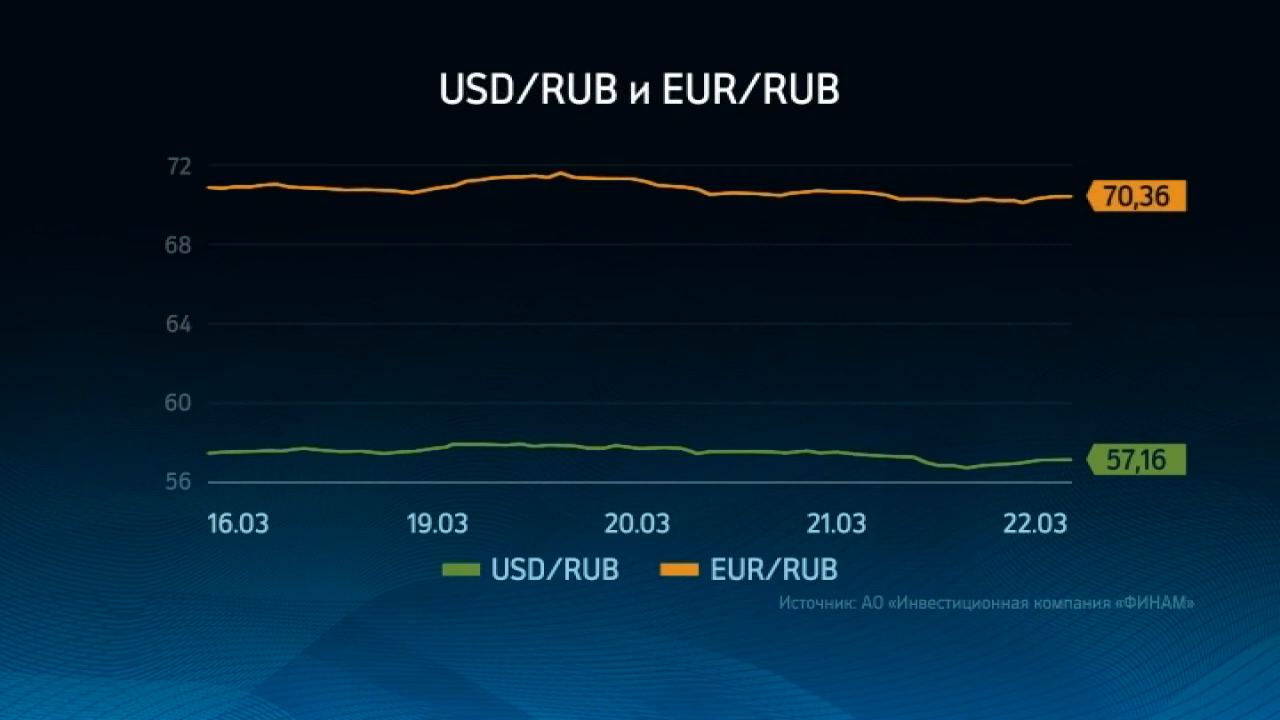 USD/RUB и EUR/RUB
72
70,36
68
64
60
57,16
56
16.03 19.03 20.03 21.03 22.03
USD/RUB EUR/RUB
Источник: АО «Инвестиционная компания «ФИНАМ»